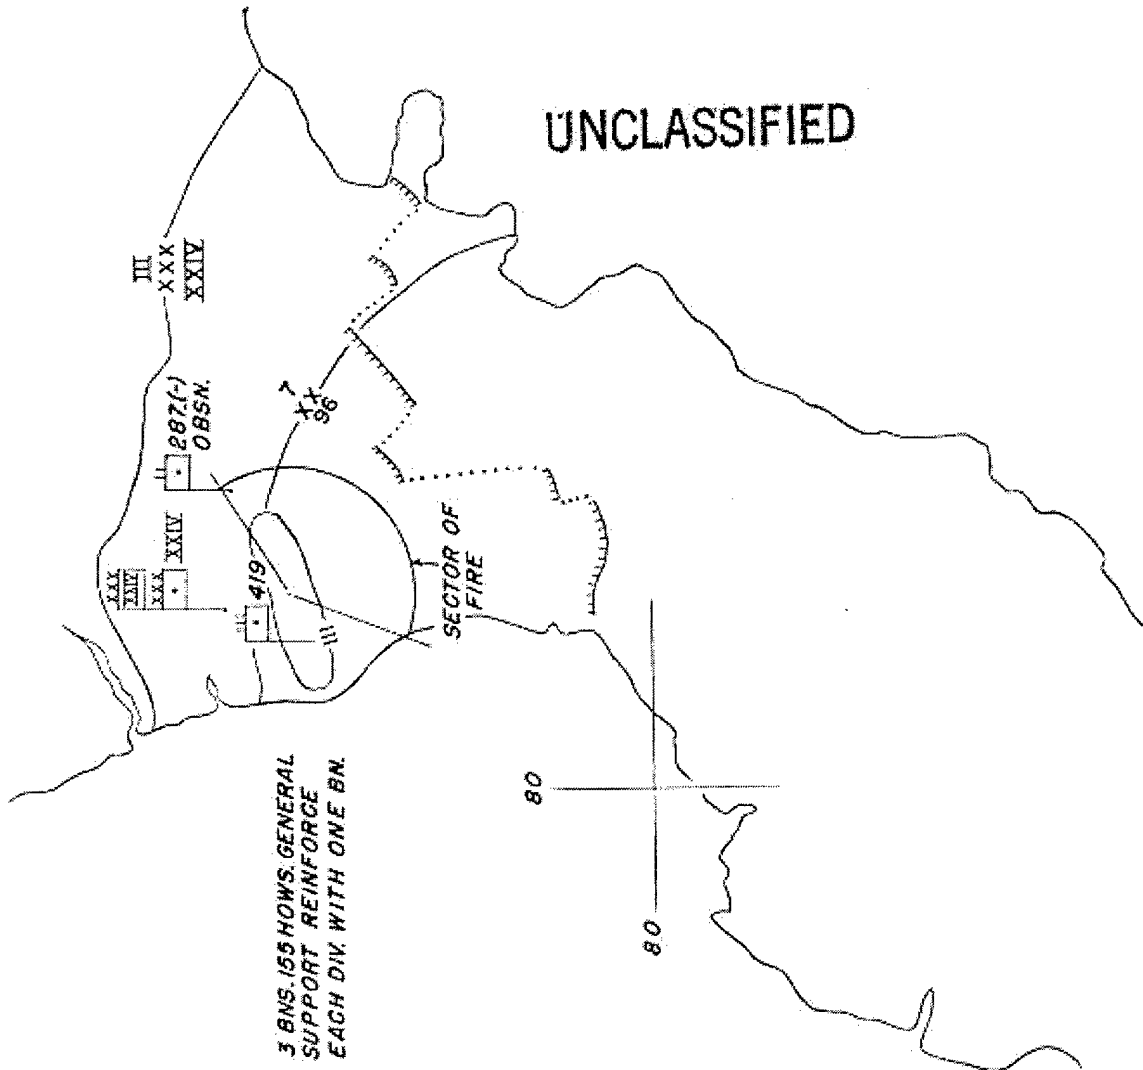 UNCLASSIFIED
III
XXX
XXIV
287.(-)
OBSN.
7
XX
96
XXX
XXIV
XXX
XXIV
419
III
SECTOR OF
FIRE
3 BNS. 155 HOWS. GENERAL
SUPPORT REINFORCE
EACH DIV. WITH ONE BN.
80
80